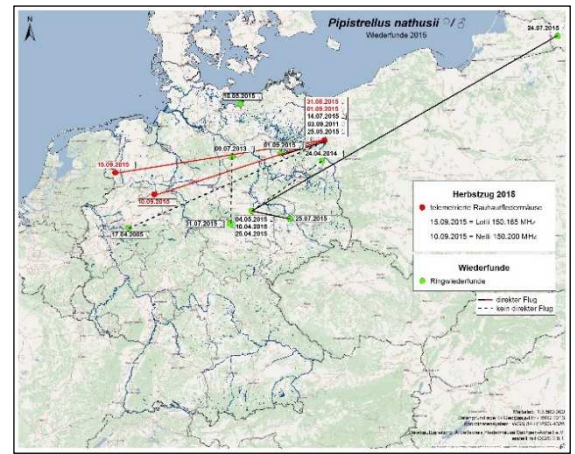 N
Pipistrellus nathusii
Wiederfunde 2015
24.07.2015
18.05.2015
31.08.2015
01.09.2015
14.07.2015
03.09.2011
25.05.2015
09.07.2013
01.09.2015
24.04.2014
15.09.2015
10.09.2015
17.04.2005
31.07.2015
04.05.2015
10.04.2015
25.04.2015
25.07.2015
Herbstzug 2015
telemetrierte Rauhautfledermäuse
15.09.2015 = Lotti 150.165 MHz
10.09.2015 = Nelli 150.200 MHz
Wiederfunde
Ringwiederfunde
direkter Flug
kein direkter Flug